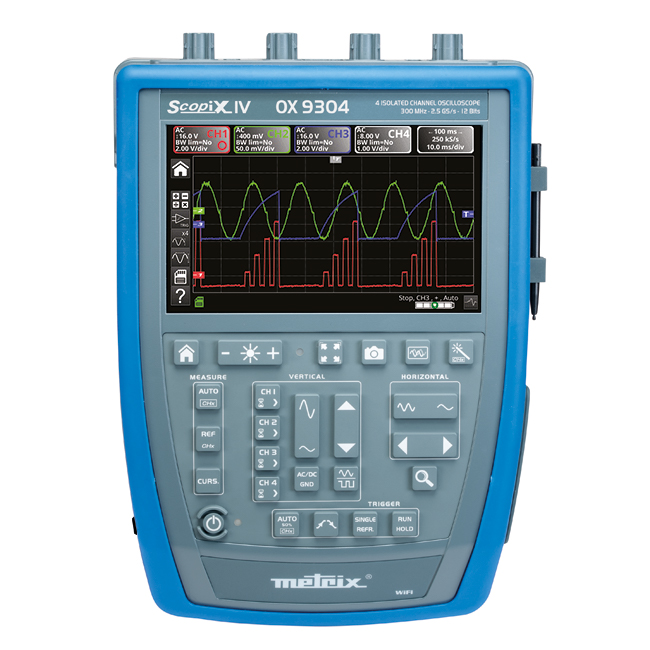 SCOPIX IV OX 9304
4 ISOLATED CHANNEL OSCILLOSCOPE
300 MHz - 2.5 GS/s - 12 Bits
AC CH1
:16.0 V
BW lim=No
2.00 V/div
AC CH2
:400 mV
BW lim=No
50.0 mV/div
AC CH3
:16.0 V
BW lim=No
2.00 V/div
AC CH4
:8.00 V
BW lim=No
1.00 V/div
100 ms
250 kS/s
10.0 ms/div
x4
?
Stop, CH3 , + , Auto
MEASURE
VERTICAL
HORIZONTAL
AUTO
CHx
REF
CHx
CURS.
CH 1
CH 2
CH 3
CH 4
AC/DC
GND
TRIGGER
AUTO
50%
CHx
SINGLE
REFR.
RUN
HOLD
metrix ®
WiFi